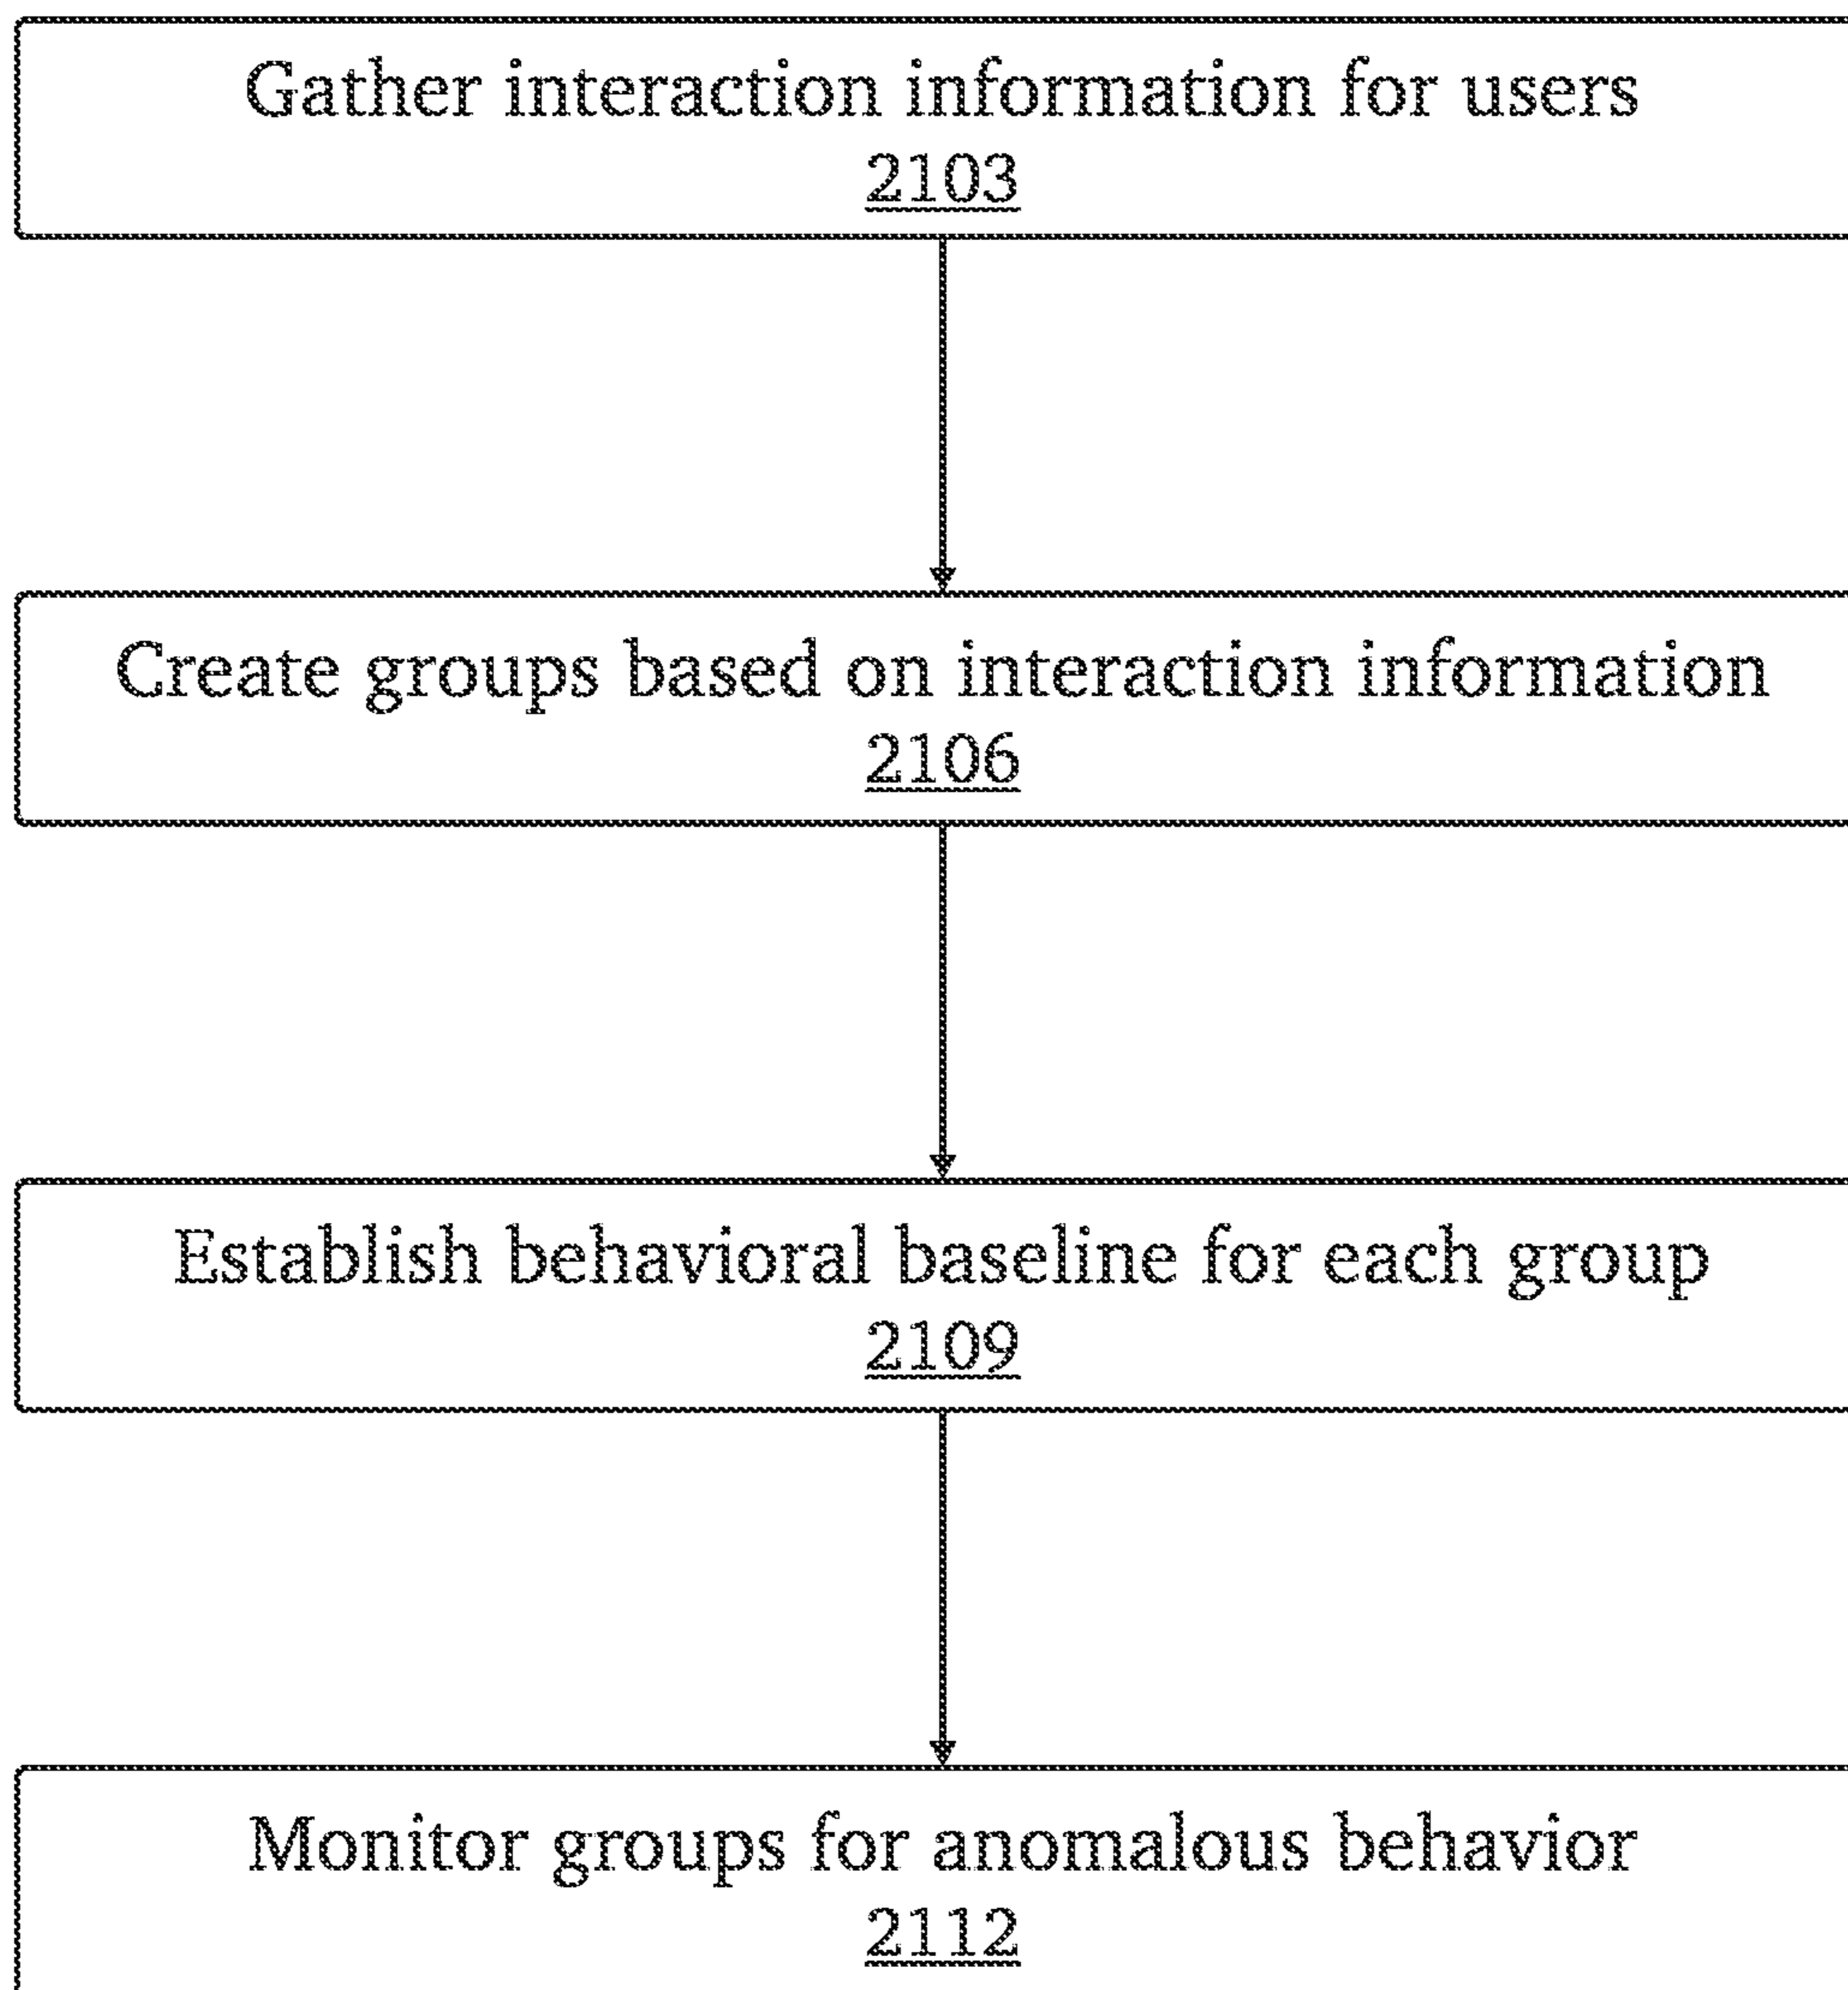 Gather interaction information for users
2103
Create groups based on interaction information
2106
Establish behavioral baseline for each group
2109
Monitor groups for anomalous behavior
2112